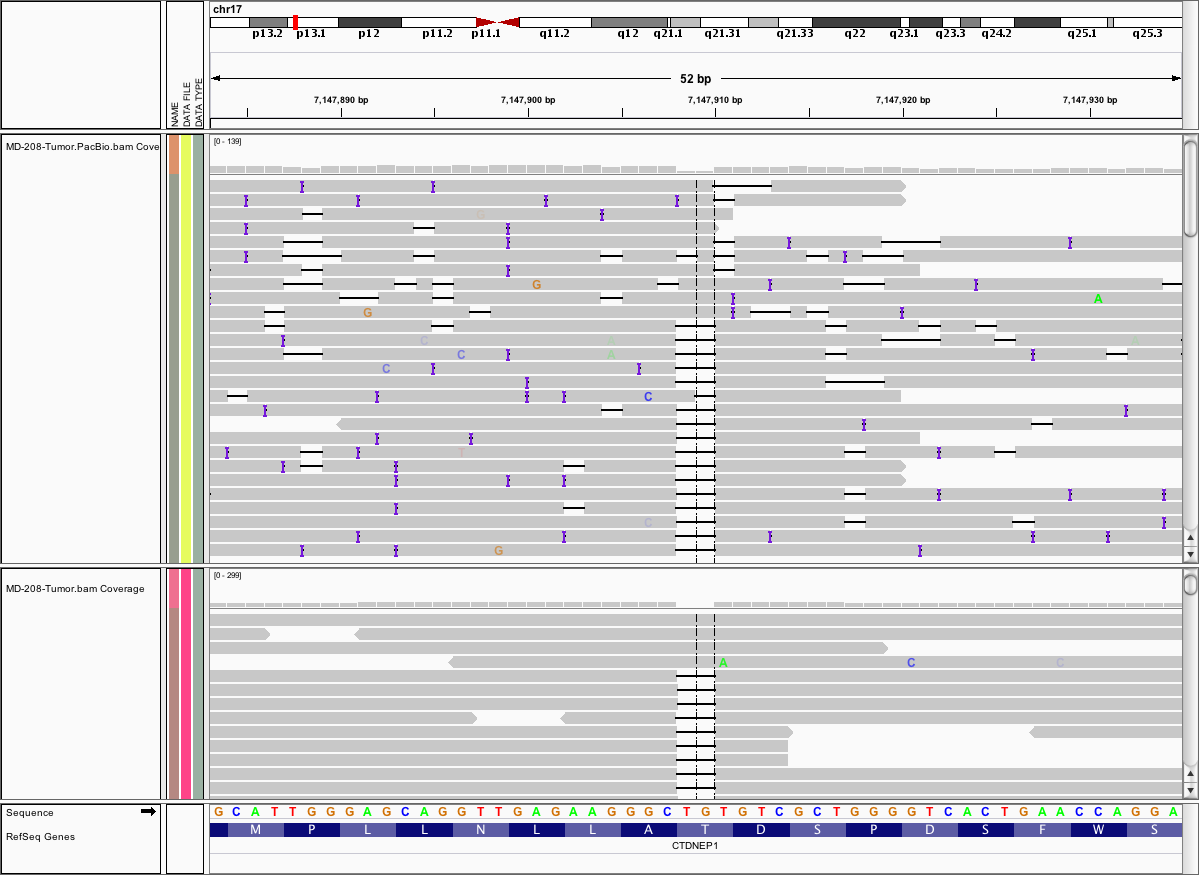 chr17
p13.2 p13.1 p12 p11.2 p11.1 q11.2 q12 q21.1 q21.31 q21.33 q22 q23.1 q23.3 q24.2 q25.1 q25.3
52 bp
NAME
DATA FILE
DATA TYPE
7,147,890 bp 7,147,900 bp 7,147,910 bp 7,147,920 bp 7,147,930 bp
MD-208-Tumor.PacBio.bam Cove
[0 - 139]
G
G
A
G
C A A
C A
C
C
T
C
G
MD-208-Tumor.bam Coverage
[0 - 299]
A C C
Sequence
G C A T T G G G A G C A G G T T G A G A A G G G C T G T G T C G C T G G G G T C A C T G A A C C A G G A
RefSeq Genes
M P L L N L L A T D S P D S F W S
CTDNEP1